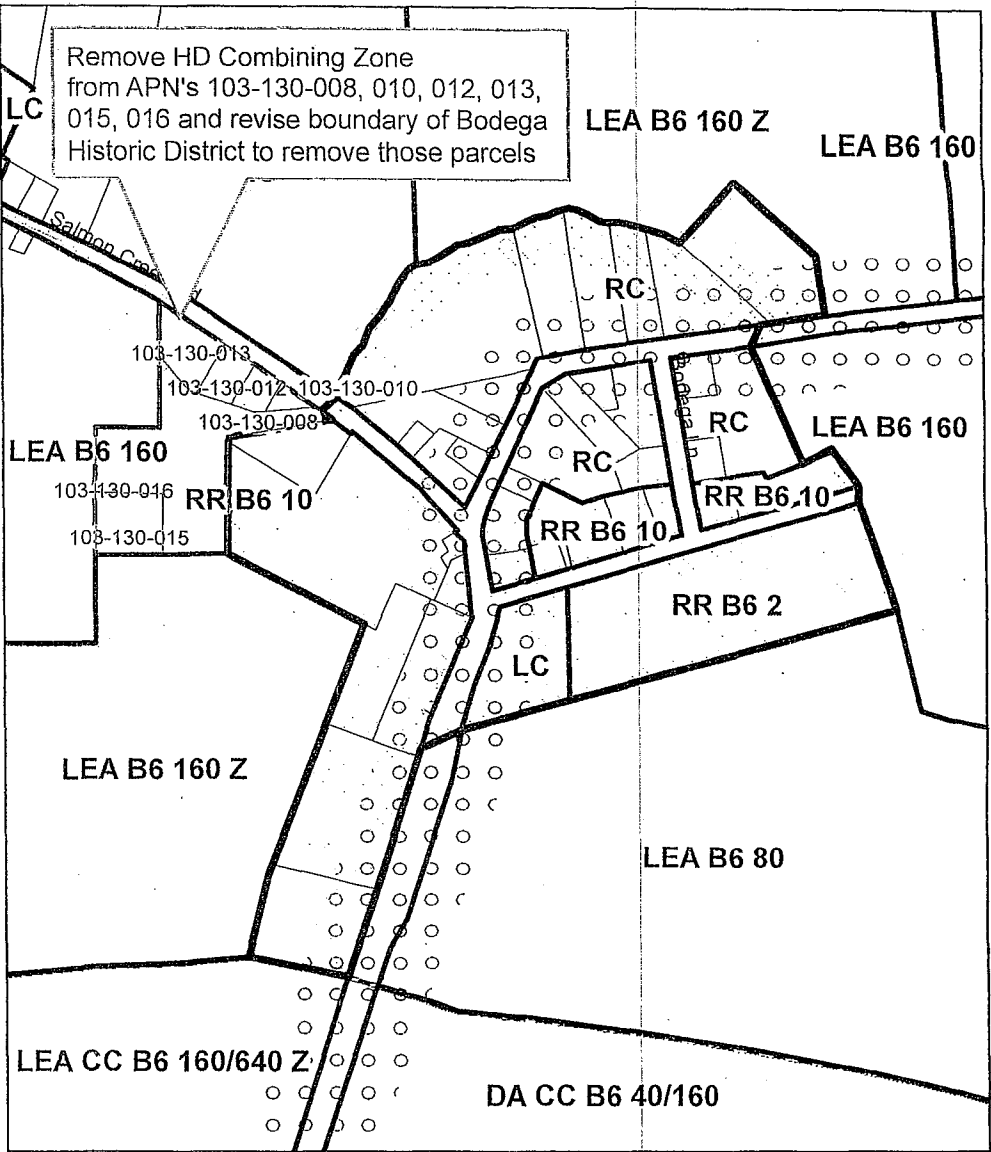 Remove HD Combining Zone
from APN's 103-130-008, 010, 012, 013,
015, 016 and revise boundary of Bodega
Historic District to remove those parcels
LC
LEA B6 160 Z
LEA B6 160
Salmon Cree
RC
103-130-013
103-130-012
103-130-010
103-130-008
Bodega Ln
RC
LEA B6 160
LEA B6 160
RC
103-130-016
RR B6 10
RR B6 10
RR B6 10
103-130-015
RR B6 2
LC
LEA B6 160 Z
LEA B6 80
LEA CC B6 160/640 Z
DA CC B6 40/160